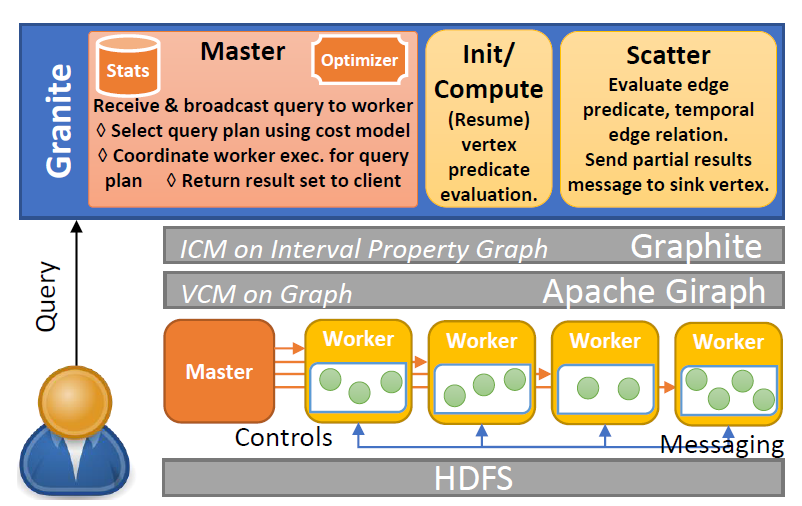 Granite
Stats
Master
Optimizer
Receive & broadcast query to worker
◊ Select query plan using cost model
◊ Coordinate worker exec. for query
plan ◊ Return result set to client
Init/
Compute
(Resume)
vertex
predicate
evaluation.
Scatter
Evaluate edge
predicate, temporal
edge relation.
Send partial results
message to sink vertex.
Query
ICM on Interval Property Graph Graphite
VCM on Graph Apache Giraph
Master
Worker
Worker
Worker
Worker
Controls
Messaging
HDFS